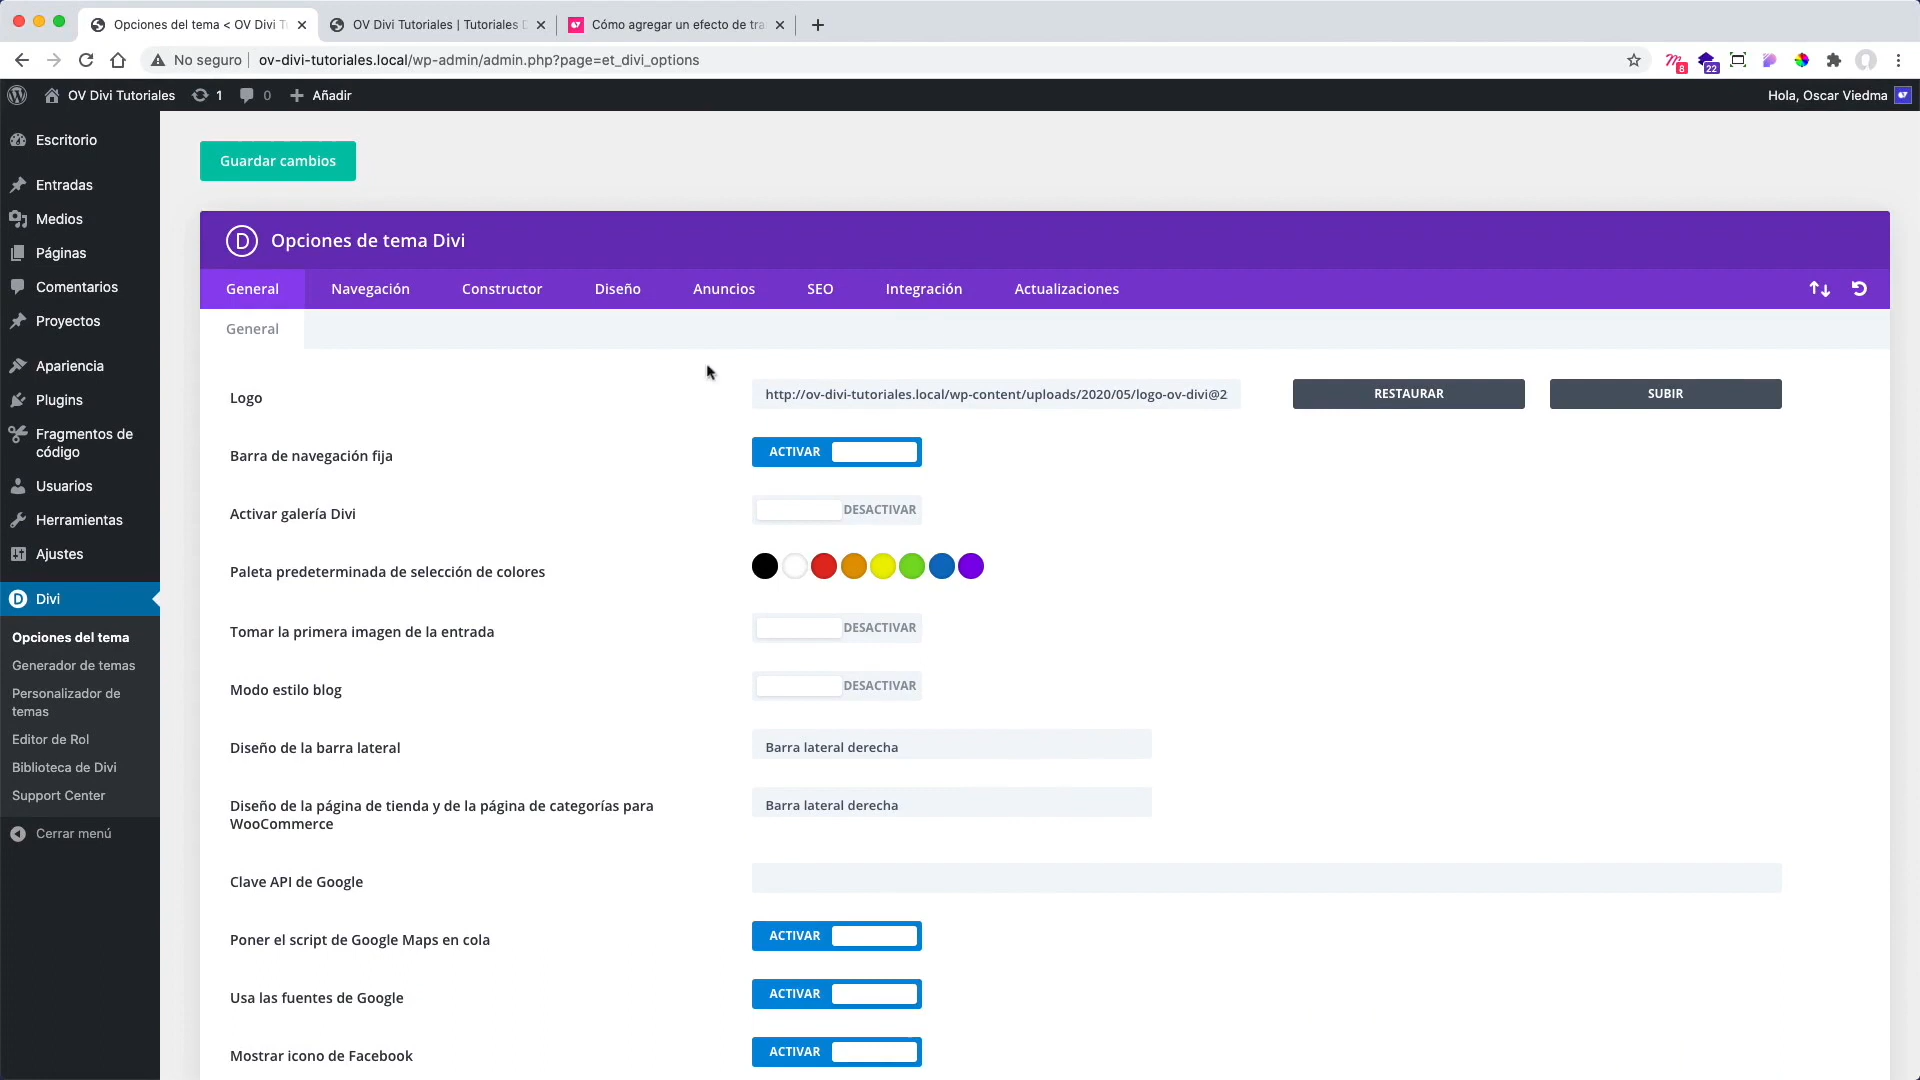 Opciones del tema < OV Divi T
OV Divi Tutoriales | Tutoriales D
Cómo agregar un efecto de tra
No seguro
ov-divi-tutoriales.local/wp-admin/admin.php?page=et_divi_options
8
22
OV Divi Tutoriales
1
0
Añadir
Hola, Oscar Viedma
Escritorio
Entradas
Medios
Páginas
Comentarios
Proyectos
Apariencia
Plugins
Fragmentos de
código
Usuarios
Herramientas
Ajustes
D
Divi
Opciones del tema
Generador de temas
Personalizador de
temas
Editor de Rol
Biblioteca de Divi
Support Center
Cerrar menú
Guardar cambios
D
Opciones de tema Divi
General
Navegación
Constructor
Diseño
Anuncios
SEO
Integración
Actualizaciones
General
Logo
http://ov-divi-tutoriales.local/wp-content/uploads/2020/05/logo-ov-divi@2
RESTAURAR
SUBIR
Barra de navegación fija
ACTIVAR
Activar galería Divi
DESACTIVAR
Paleta predeterminada de selección de colores
Tomar la primera imagen de la entrada
DESACTIVAR
Modo estilo blog
DESACTIVAR
Diseño de la barra lateral
Barra lateral derecha
Diseño de la página de tienda y de la página de categorías para
WooCommerce
Barra lateral derecha
Clave API de Google
Poner el script de Google Maps en cola
ACTIVAR
Usa las fuentes de Google
ACTIVAR
Mostrar icono de Facebook
ACTIVAR